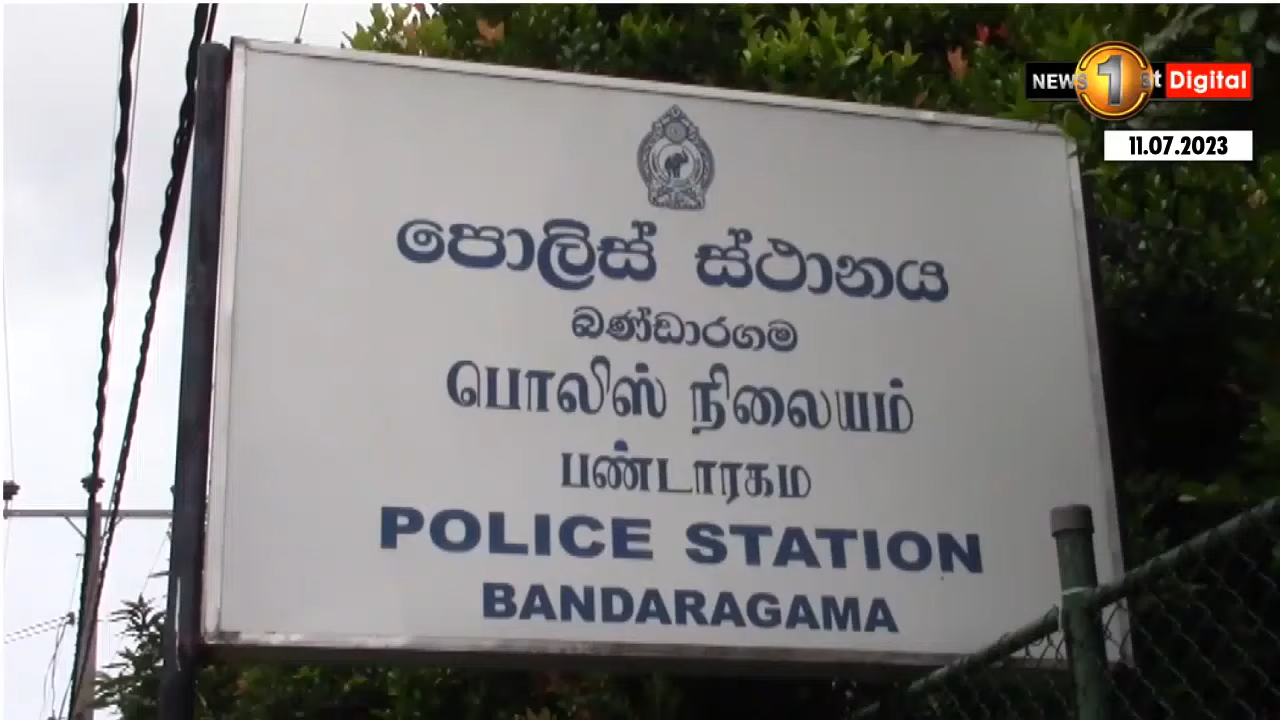 NEWS 1st Digital
11.07.2023
පොලිස් ස්ථානය
බණ්ඩාරගම
பொலிஸ் நிலையம்
பண்டாரகம
POLICE STATION
BANDARAGAMA